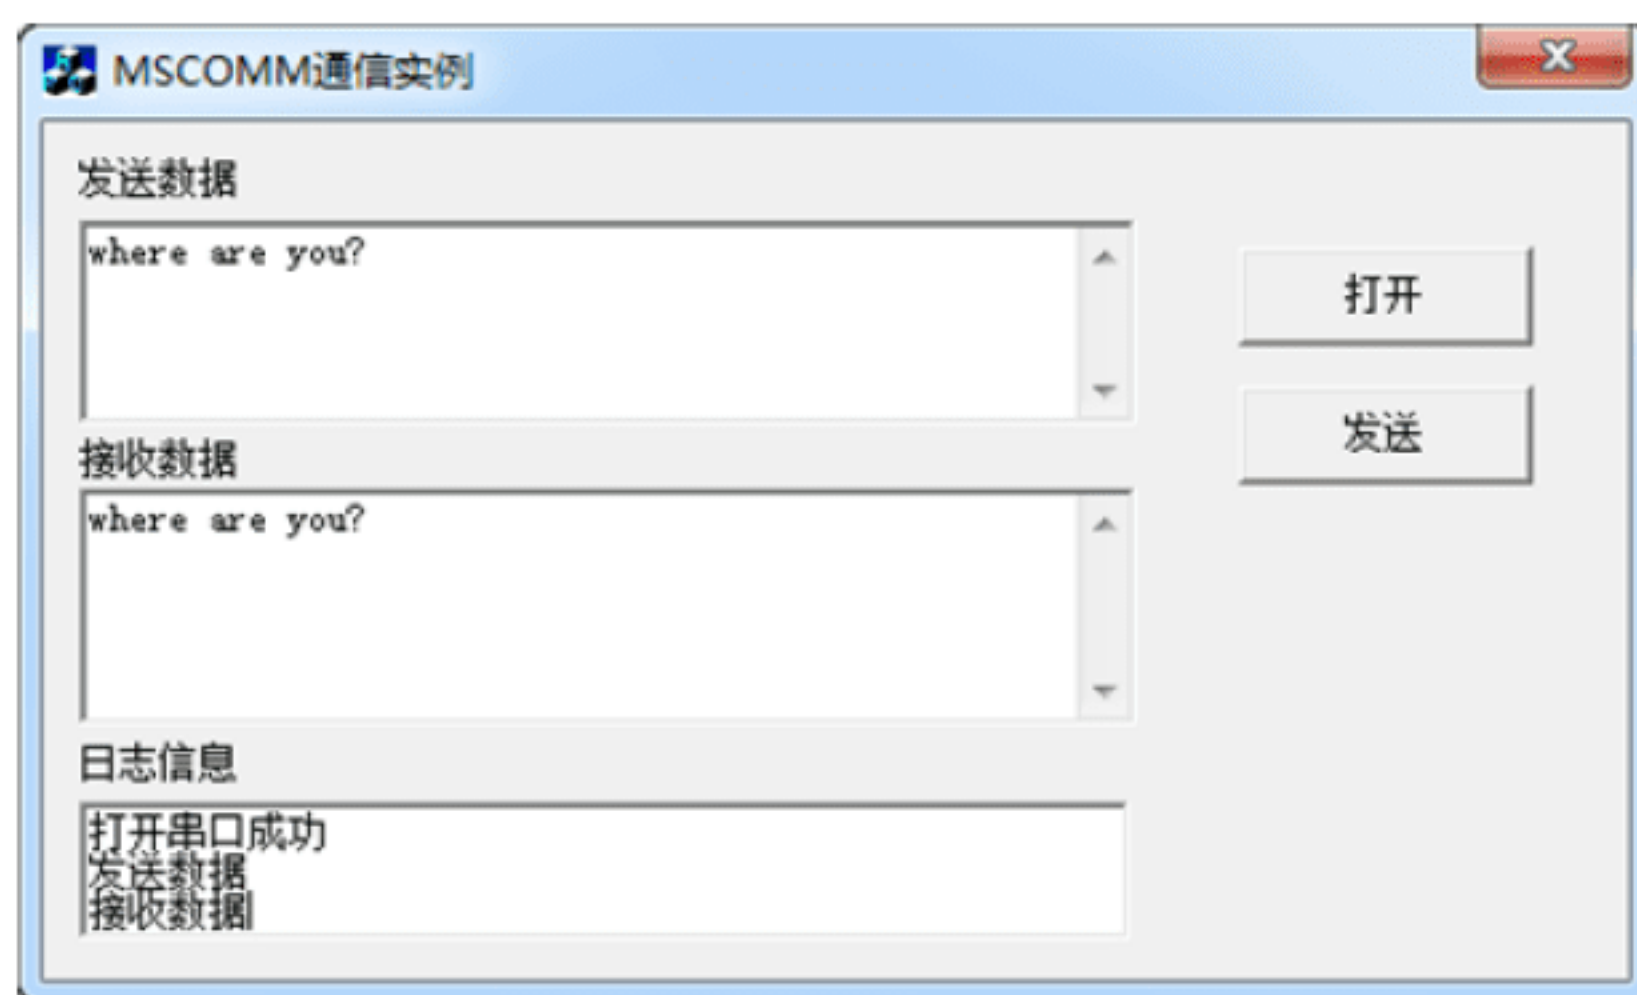 MSCOMM通信实例
发送数据
where are you?
打开
发送
接收数据
where are you?
日志信息
打开串口成功
发送数据
接收数据